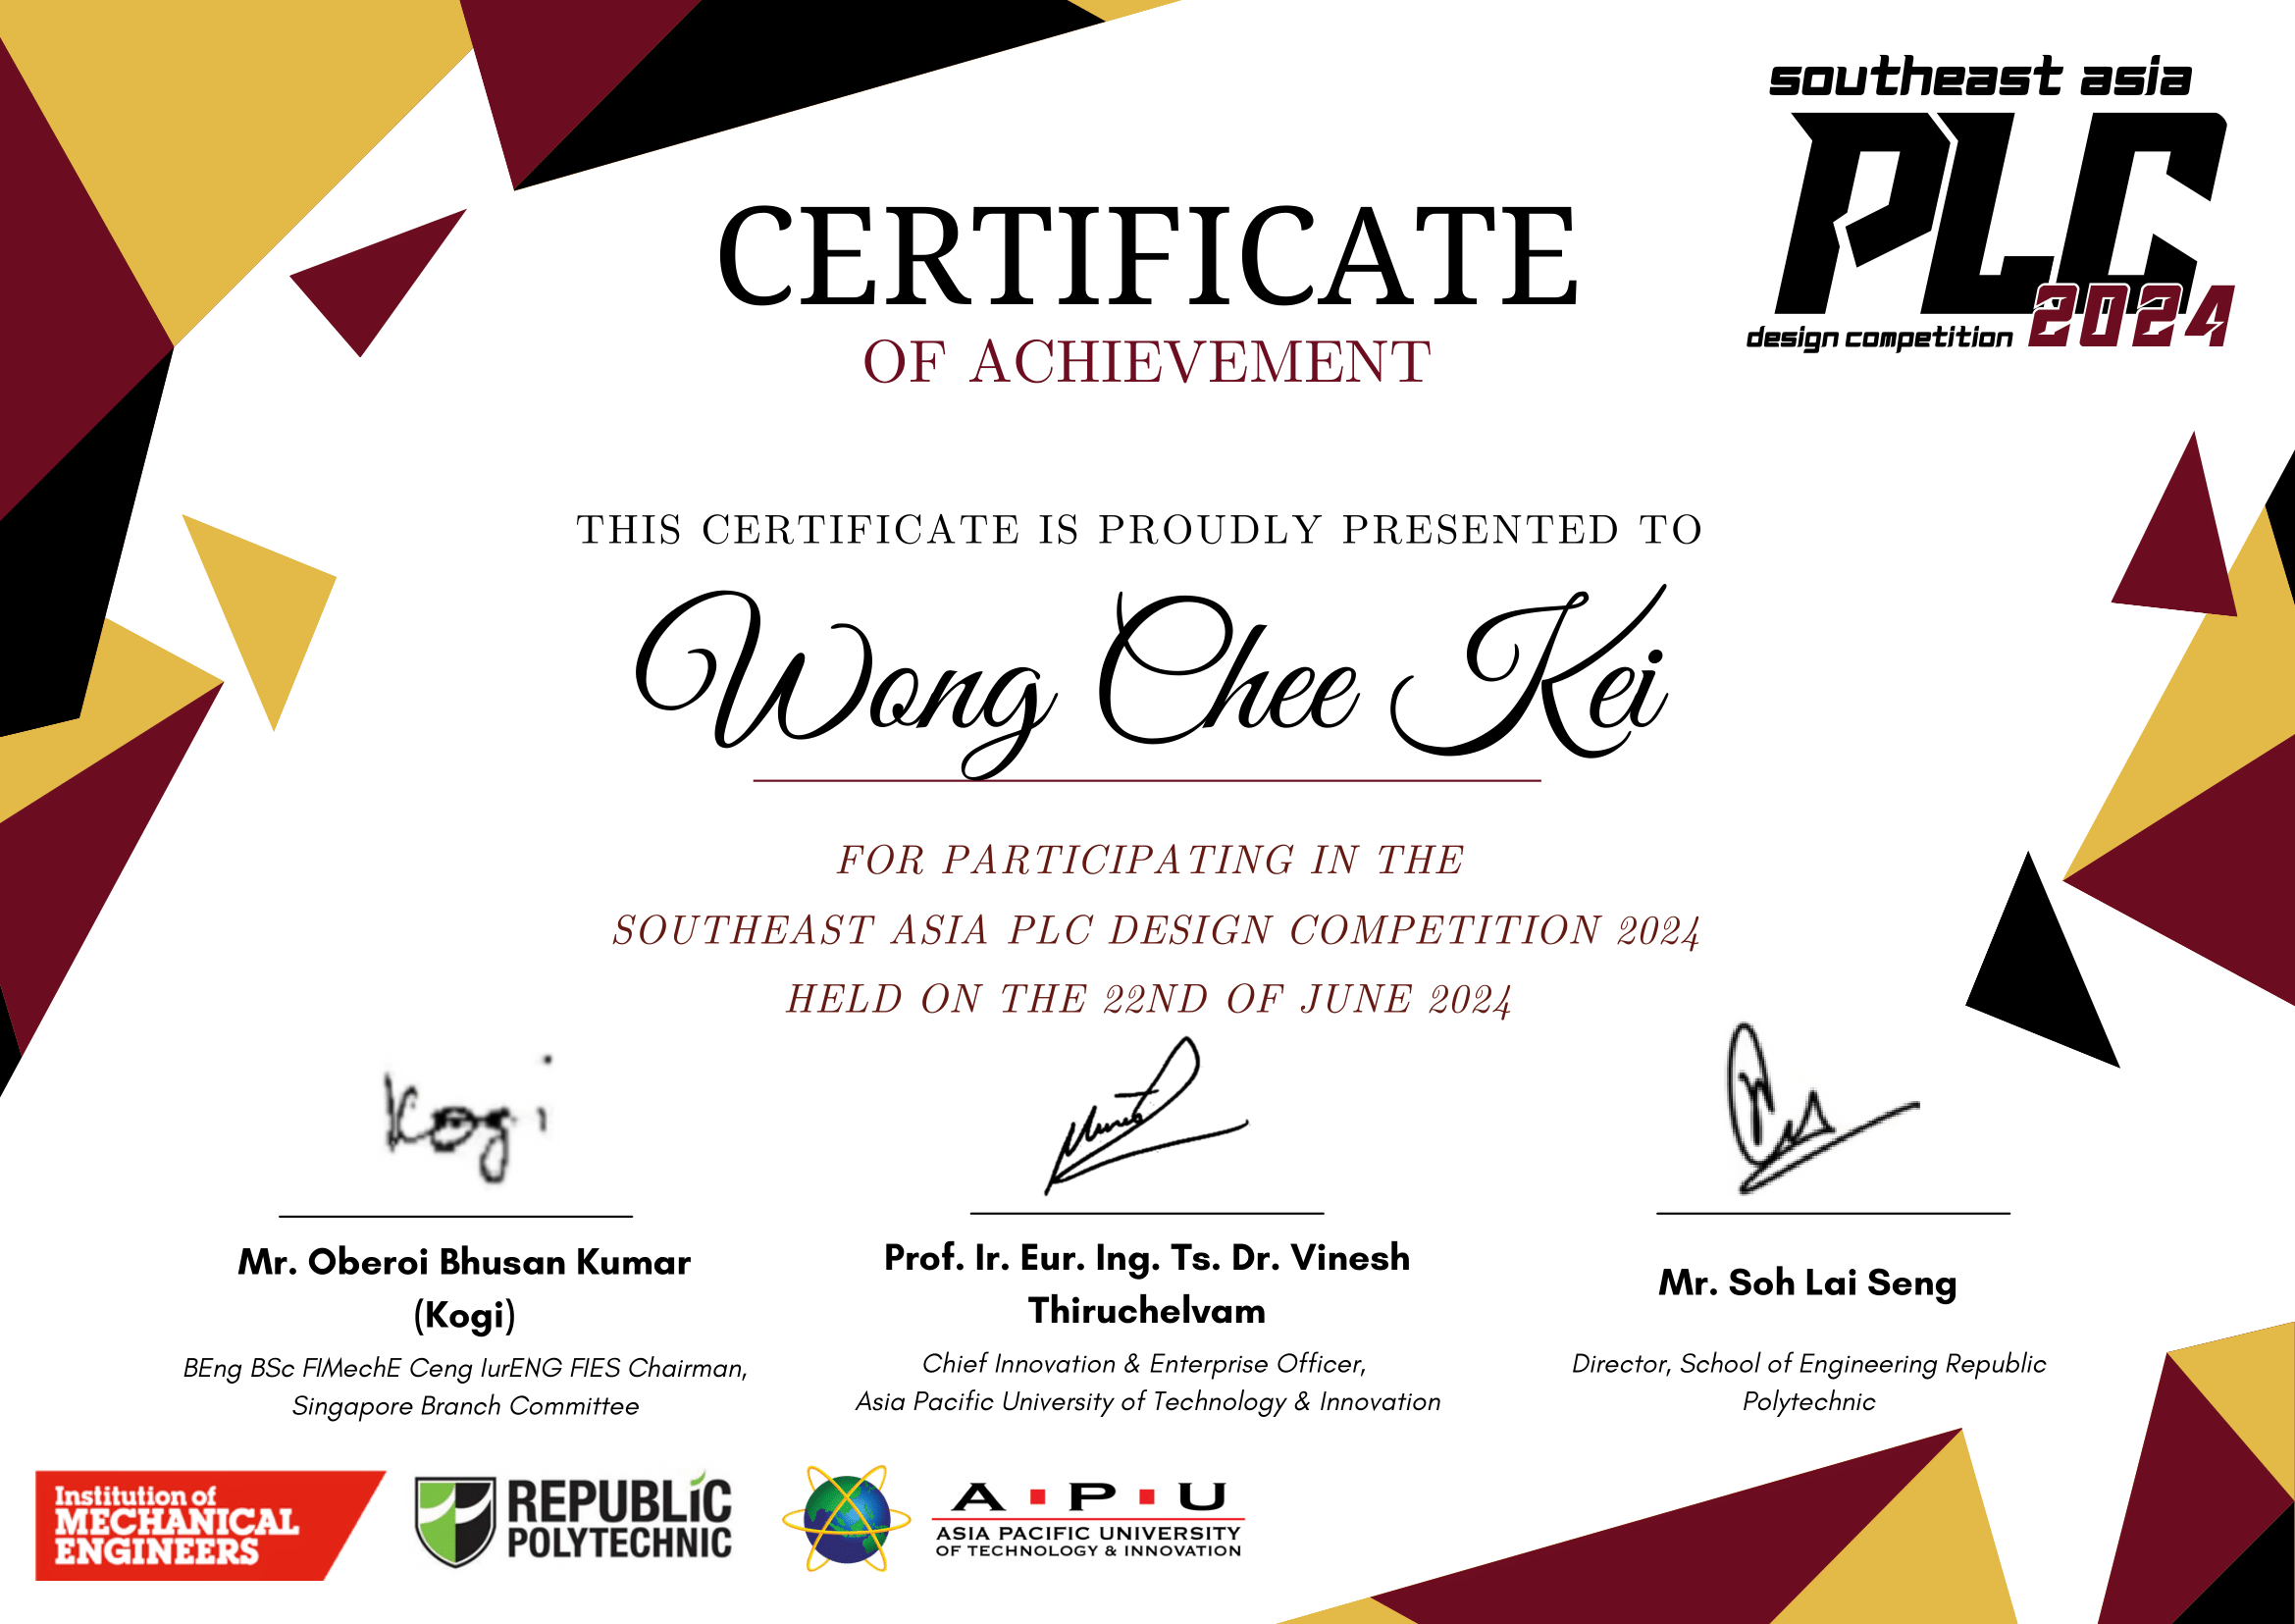 southeast asia
PLC
design competition 2024
CERTIFICATE
OF ACHIEVEMENT
THIS CERTIFICATE IS PROUDLY PRESENTED TO
Wong Chee Kei
FOR PARTICIPATING IN THE
SOUTHEAST ASIA PLC DESIGN COMPETITION 2024
HELD ON THE 22ND OF JUNE 2024
Kogi
Mr. Oberoi Bhusan Kumar
(Kogi)
BEng BSc FIMechE Ceng IurENG FIES Chairman,
Singapore Branch Committee
Prof. Ir. Eur. Ing. Ts. Dr. Vinesh
Thiruchelvam
Chief Innovation & Enterprise Officer,
Asia Pacific University of Technology & Innovation
Mr. Soh Lai Seng
Director, School of Engineering Republic
Polytechnic
Institution of
MECHANICAL
ENGINEERS
REPUBLIC
POLYTECHNIC
A·P·U
ASIA PACIFIC UNIVERSITY
OF TECHNOLOGY & INNOVATION